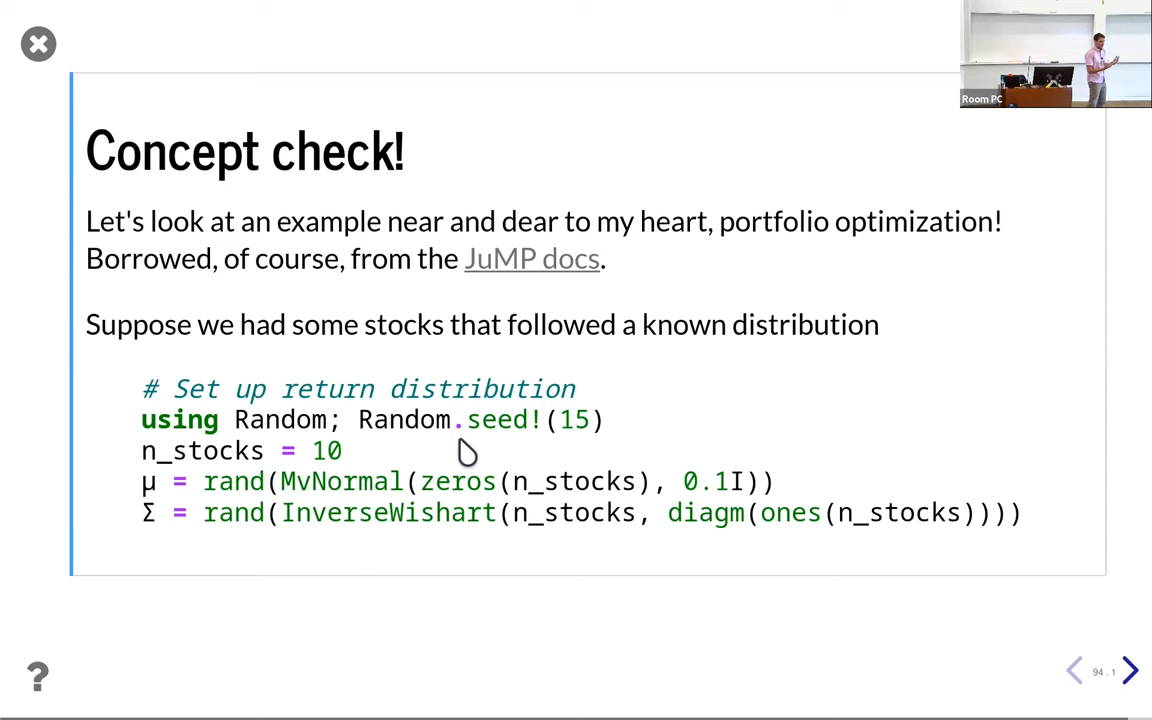 Room PC
Concept check!
Let's look at an example near and dear to my heart, portfolio optimization!
Borrowed, of course, from the JuMP docs.
Suppose we had some stocks that followed a known distribution
# Set up return distribution
using Random; Random.seed!(15)
n_stocks = 10
μ = rand(MvNormal(zeros(n_stocks), 0.1I))
Σ = rand(InverseWishart(n_stocks, diagm(ones(n_stocks))))
?
94 . 1